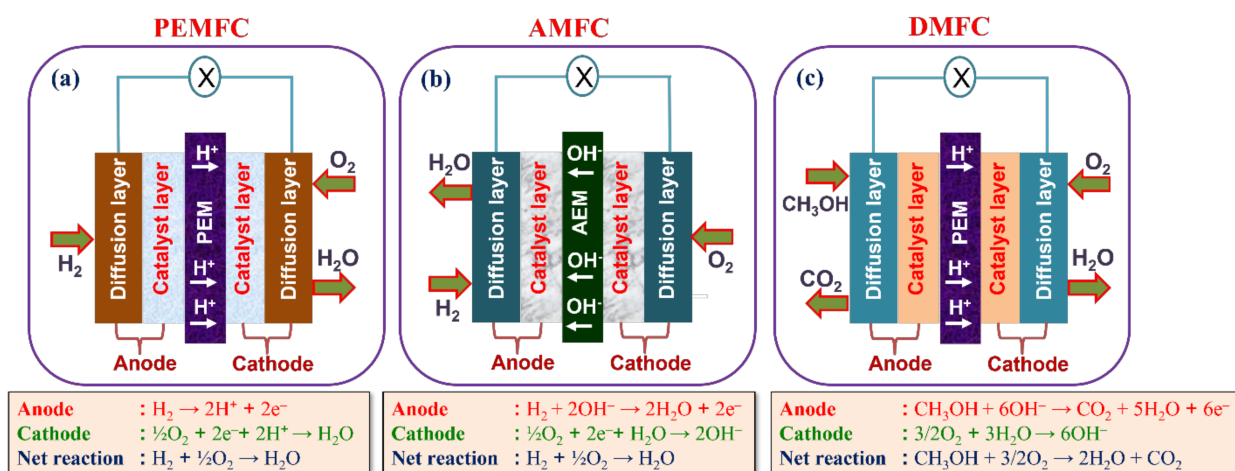 PEMFC
(a)
X
Diffusion layer
Catalyst layer
H⁺
PEM
H⁺
H⁺
Catalyst layer
Diffusion layer
H₂
O₂
H₂O
Anode
Cathode
Anode : H₂ → 2H⁺ + 2e⁻
Cathode : ½O₂ + 2e⁻+ 2H⁺→ H₂O
Net reaction : H₂ + ½O₂→ H₂O
AMFC
(b)
X
H₂O
H₂
Diffusion layer
Catalyst layer
OH⁻
AEM
OH⁻
OH⁻
Catalyst layer
Diffusion layer
O₂
Anode
Cathode
Anode : H₂ + 2OH⁻→ 2H₂O + 2e⁻
Cathode : ½O₂ + 2e⁻+ H₂O → 2OH⁻
Net reaction : H₂ + ½O₂→ H₂O
DMFC
(c)
X
CH₃OH
CO₂
Diffusion layer
Catalyst layer
H⁺
PEM
H⁺
H⁺
Catalyst layer
Diffusion layer
O₂
H₂O
Anode
Cathode
Anode : CH₃OH + 6OH⁻ → CO₂ + 5H₂O + 6e⁻
Cathode : 3/2O₂ + 3H₂O → 6OH⁻
Net reaction : CH₃OH + 3/2O₂ → 2H₂O + CO₂